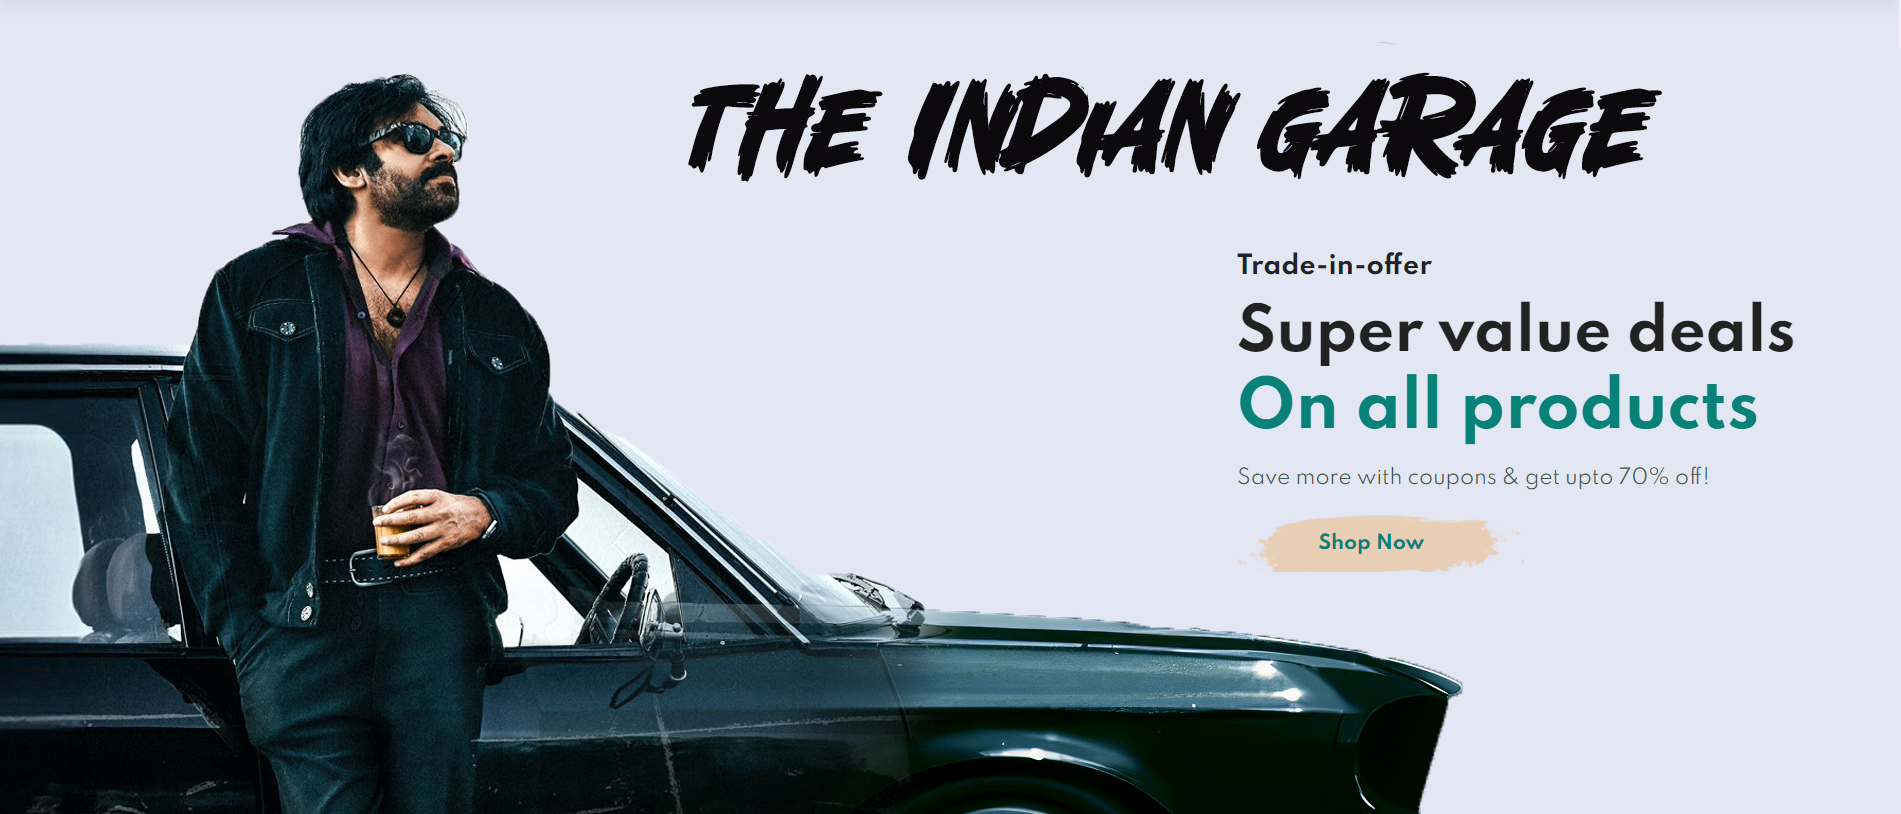 THE INDIAN GARAGE
Trade-in-offer
Super value deals
On all products
Save more with coupons & get upto 70% off!
Shop Now